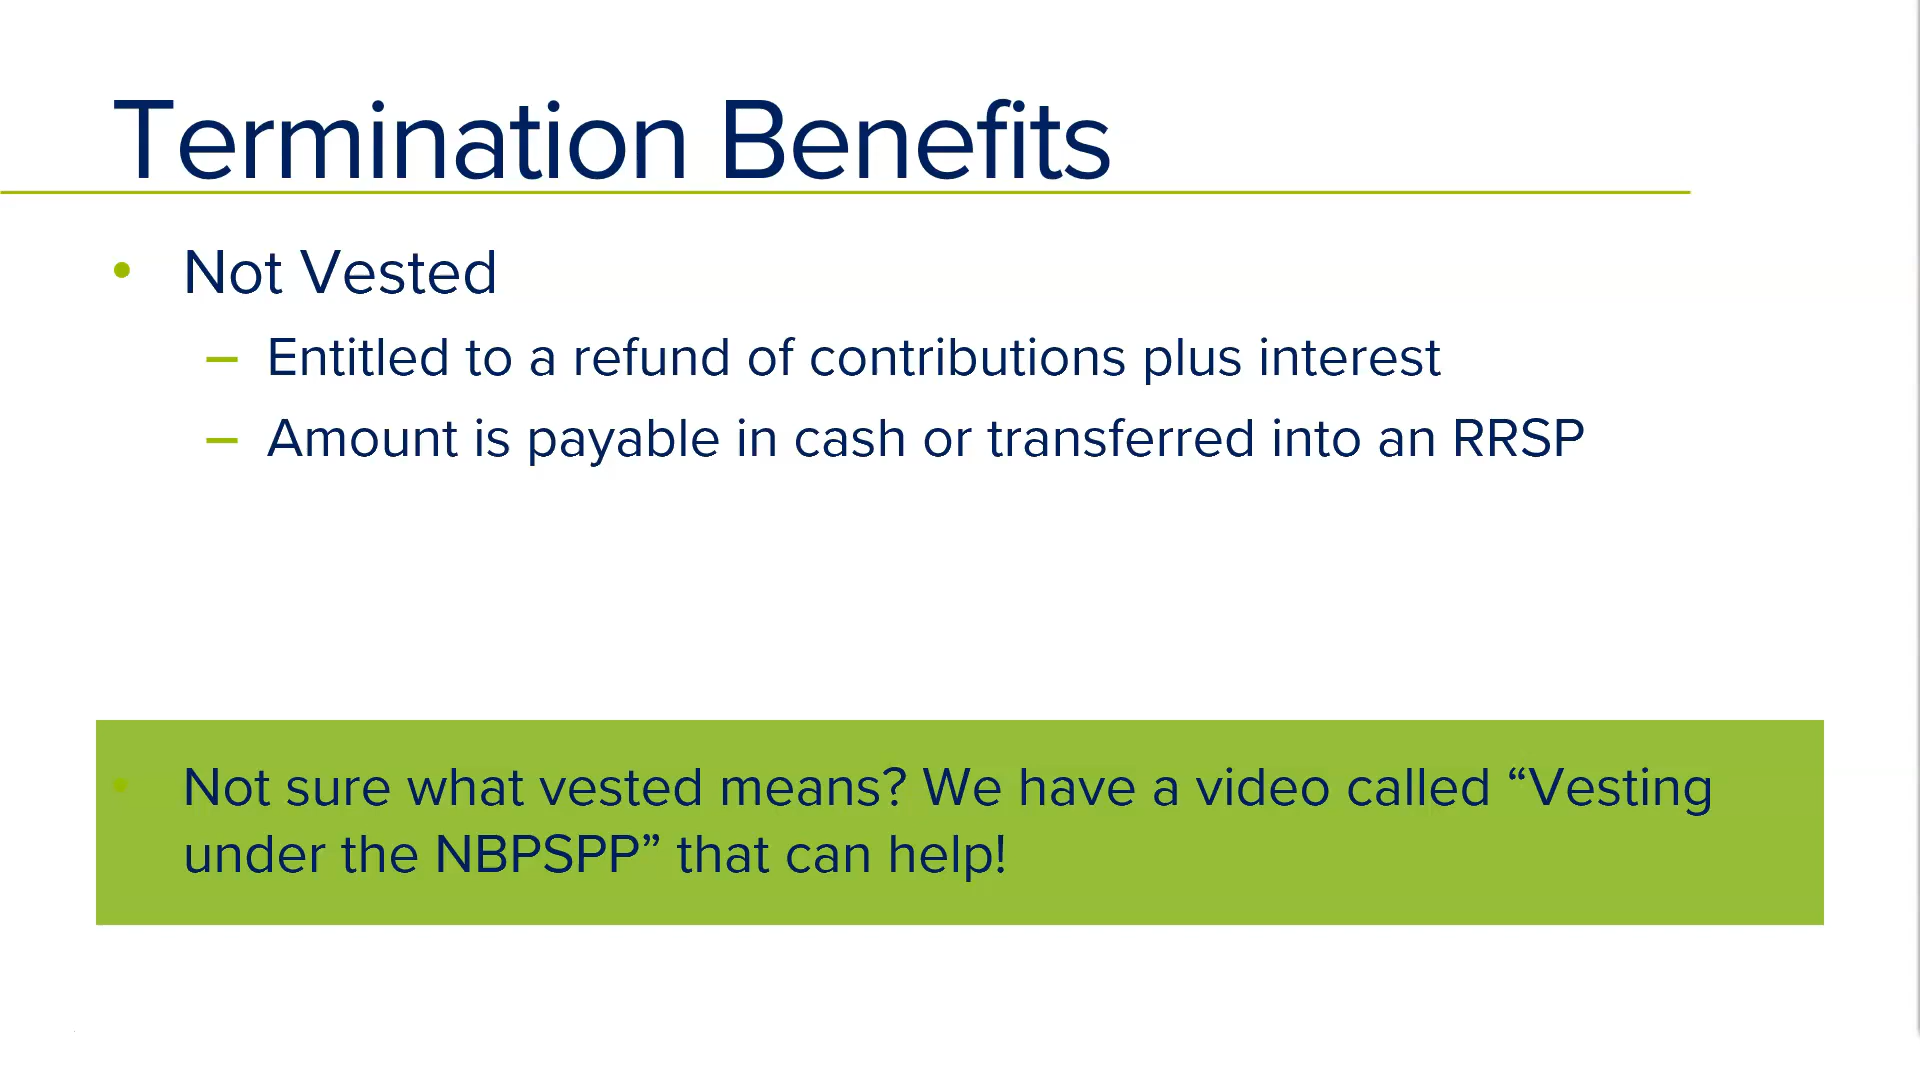 Termination Benefits
• Not Vested
– Entitled to a refund of contributions plus interest
– Amount is payable in cash or transferred into an RRSP
• Not sure what vested means? We have a video called “Vesting
under the NBPSPP” that can help!